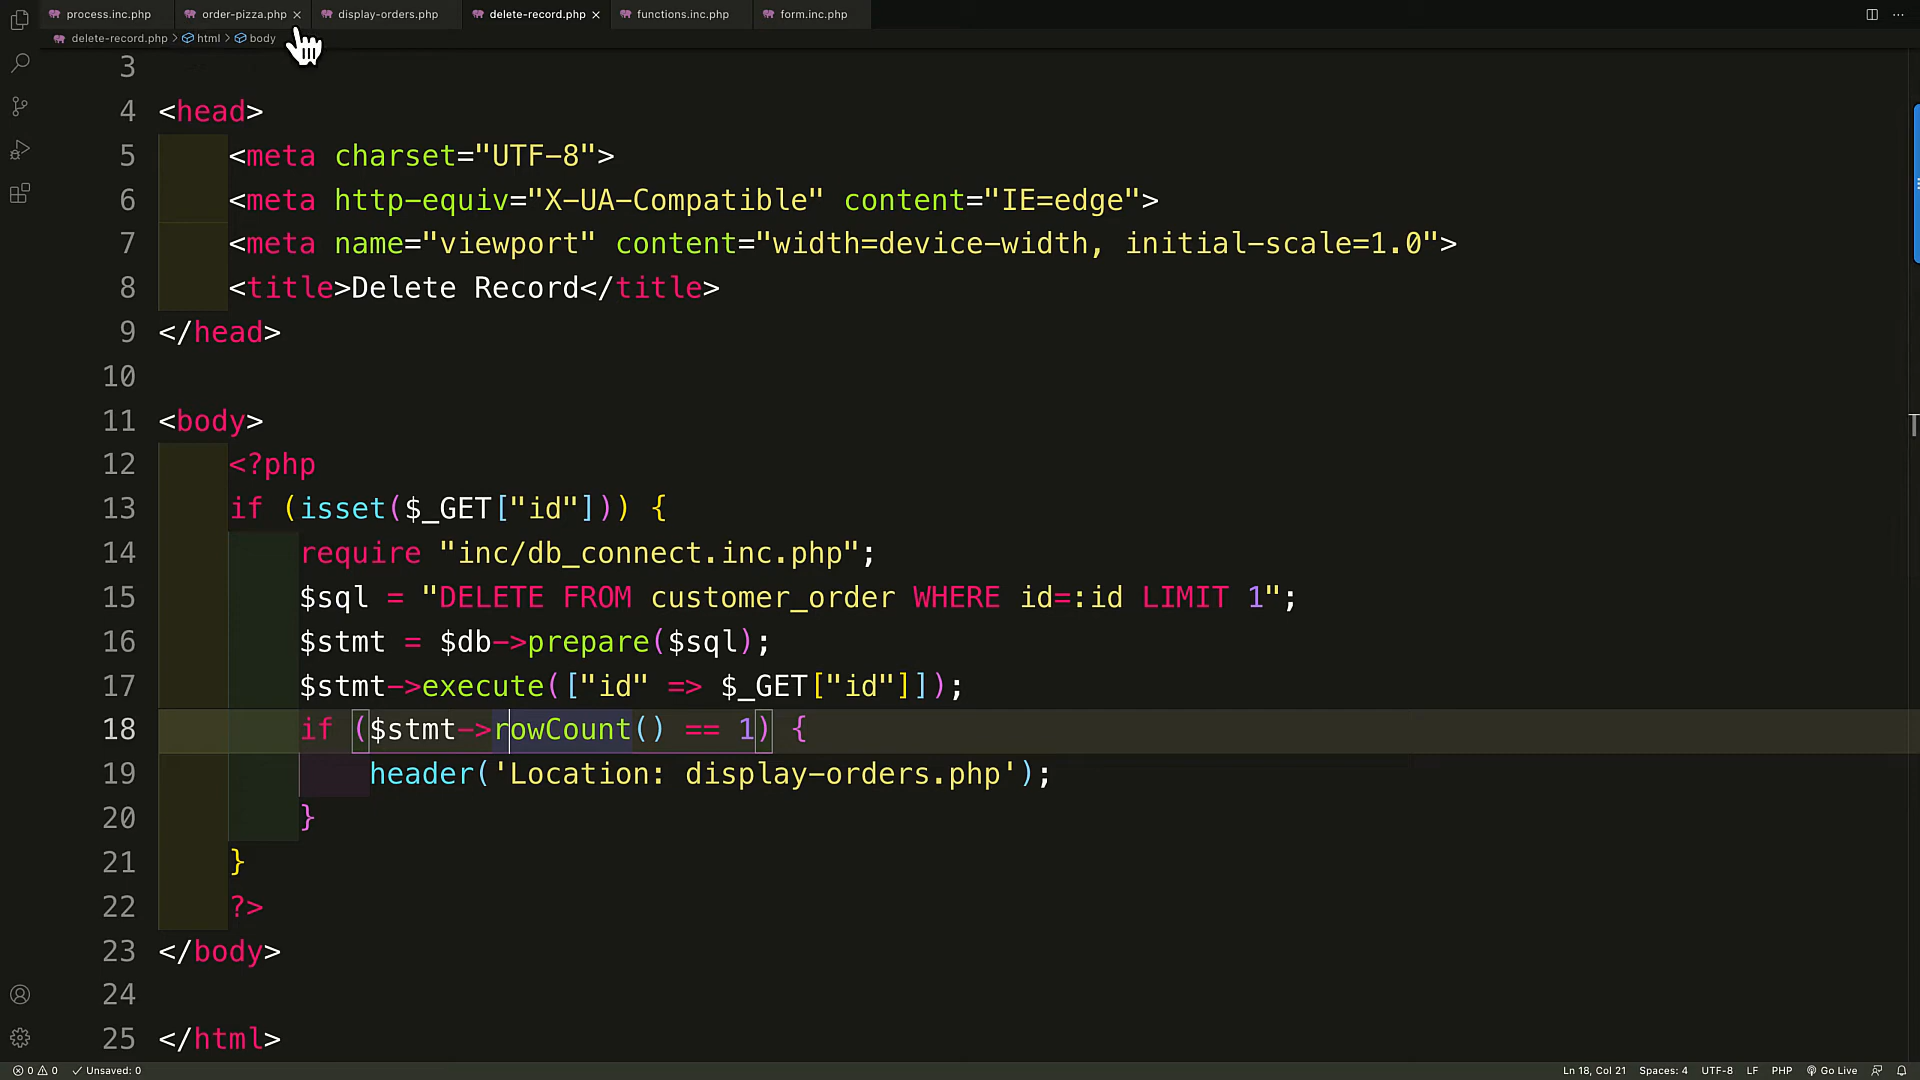 process.inc.php order-pizza.php display-orders.php delete-record.php functions.inc.php form.inc.php
delete-record.php > html > body
3
4 <head>
5 <meta charset="UTF-8">
6 <meta http-equiv="X-UA-Compatible" content="IE=edge">
7 <meta name="viewport" content="width=device-width, initial-scale=1.0">
8 <title>Delete Record</title>
9 </head>
10
11 <body>
12 <?php
13 if (isset($_GET["id"])) {
14 require "inc/db_connect.inc.php";
15 $sql = "DELETE FROM customer_order WHERE id=:id LIMIT 1";
16 $stmt = $db->prepare($sql);
17 $stmt->execute(["id" => $_GET["id"]]);
18 if ($stmt->rowCount() == 1) {
19 header('Location: display-orders.php');
20 }
21 }
22 ?>
23 </body>
24
25 </html>
0 0 Unsaved: 0 Ln 18, Col 21 Spaces: 4 UTF-8 LF PHP Go Live